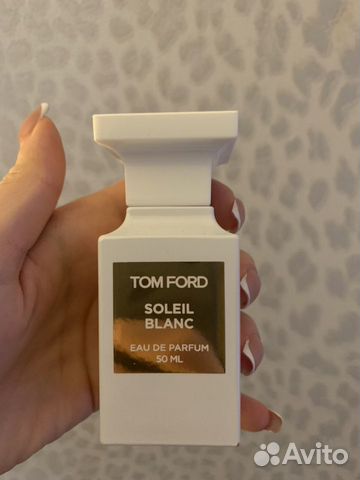 TOM FORD
SOLEIL
BLANC
EAU DE PARFUM
50 ML
Avito